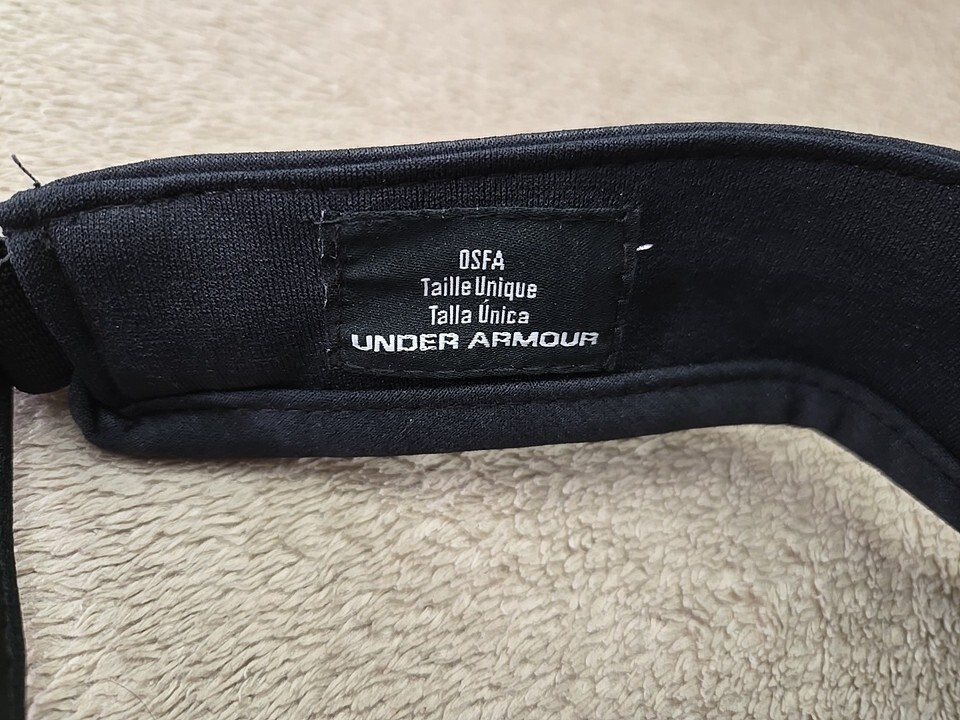 OSFA
Taille Unique
Talla Única
UNDER ARMOUR